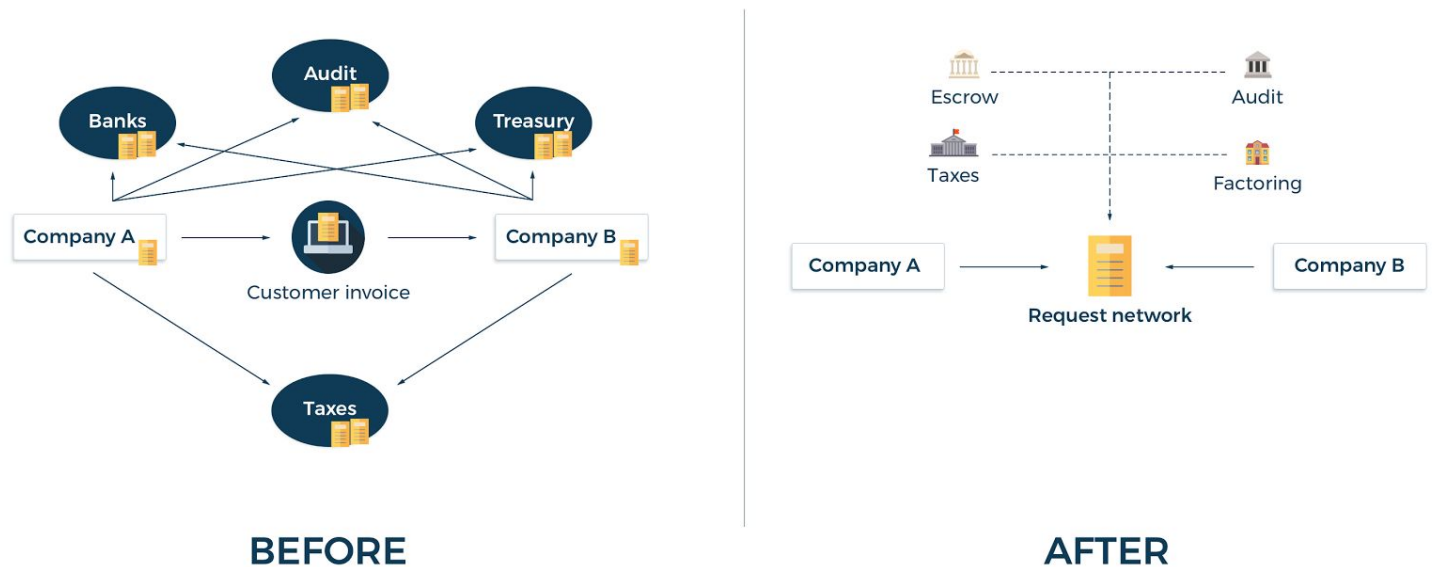 Audit
Banks
Treasury
Company A
Company B
Customer invoice
Taxes
BEFORE
Escrow
Audit
Taxes
Factoring
Company A
Company B
Request network
AFTER